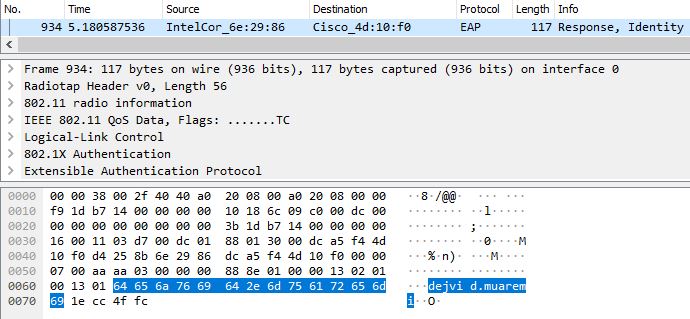 No. Time Source Destination Protocol Length Info
934 5.180587536 IntelCor_6e:29:86 Cisco_4d:10:f0 EAP 117 Response, Identity
Frame 934: 117 bytes on wire (936 bits), 117 bytes captured (936 bits) on interface 0
Radiotap Header v0, Length 56
802.11 radio information
IEEE 802.11 QoS Data, Flags: .......TC
Logical-Link Control
802.1X Authentication
Extensible Authentication Protocol
0000 00 00 38 00 2f 40 40 a0 20 08 00 a0 20 08 00 00 ··8·/@@· ··· ···
0010 f9 1d b7 14 00 00 00 00 10 18 6c 09 c0 00 dc 00 ········ ··l·····
0020 00 00 00 00 00 00 00 00 3b 1d b7 14 00 00 00 00 ········ ;·······
0030 16 00 11 03 d7 00 dc 01 88 01 30 00 dc a5 f4 4d ········ ··0····M
0040 10 f0 d4 25 8b 6e 29 86 dc a5 f4 4d 10 f0 00 00 ···%·n)· ···M····
0050 07 00 aa aa 03 00 00 00 88 8e 01 00 00 13 02 01 ········ ········
0060 00 13 01 64 65 6a 76 69 64 2e 6d 75 61 72 65 6d ···dejvi d.muarem
0070 69 1e cc 4f fc i··O·